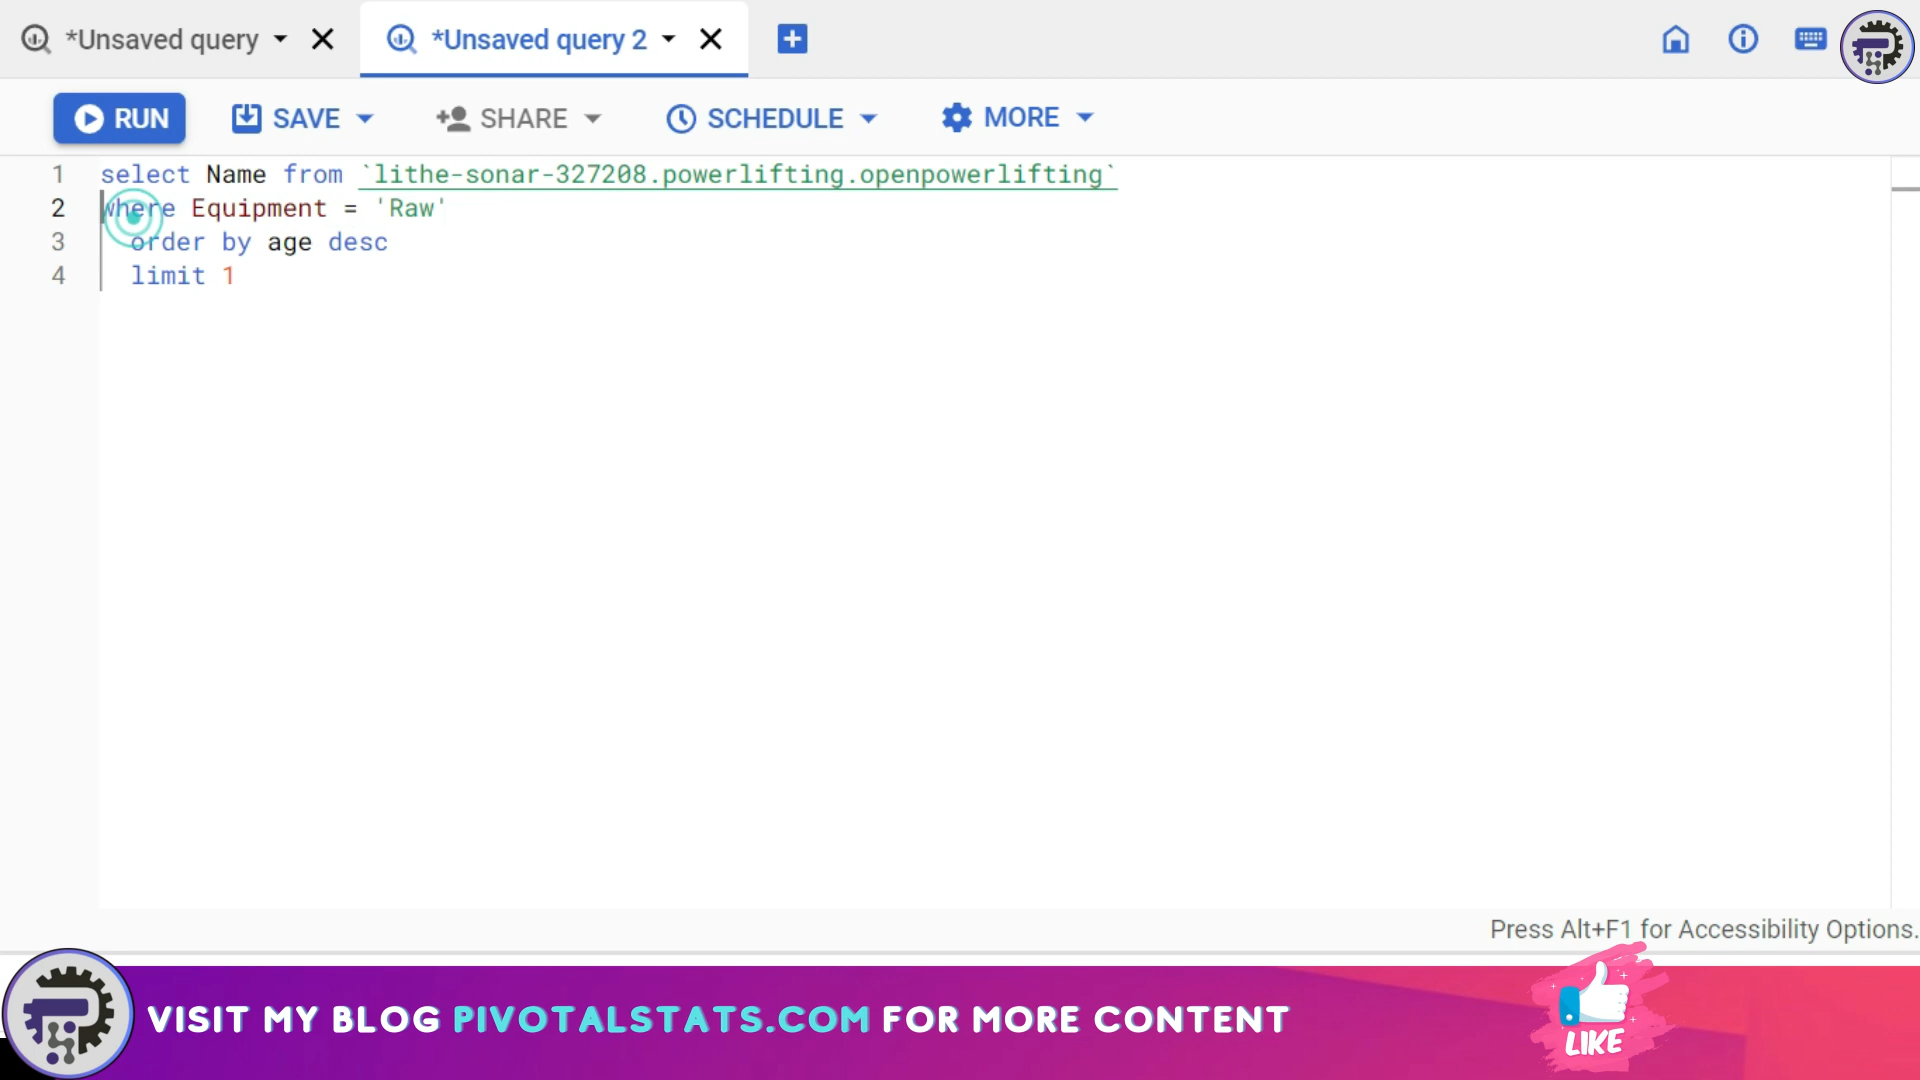 *Unsaved query
*Unsaved query 2
RUN
SAVE
SHARE
SCHEDULE
MORE
1 select Name from `lithe-sonar-327208.powerlifting.openpowerlifting`
2 where Equipment = 'Raw'
3 order by age desc
4 limit 1
Press Alt+F1 for Accessibility Options.
VISIT MY BLOG PIVOTALSTATS.COM FOR MORE CONTENT
LIKE